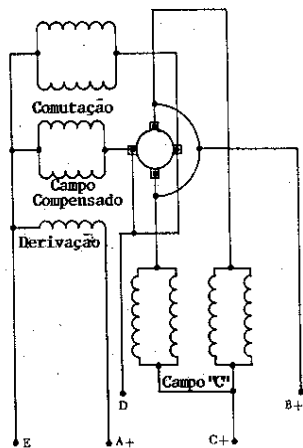 Comutação
Campo
Compensado
Derivação
Campo "C"
D
B+
E
A+
C+